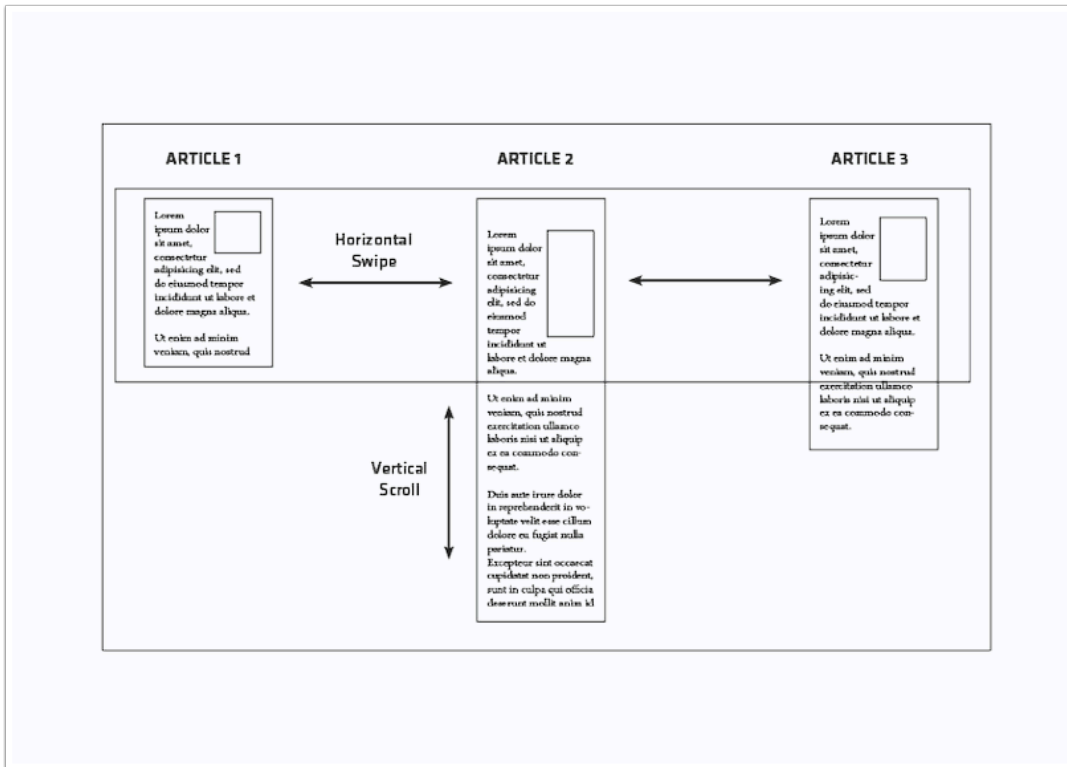 ARTICLE 1
ARTICLE 2
ARTICLE 3
Lorem
ipsum dolor
sit amet,
consectetur
adipisicing elit, sed
do eiusmod tempor
incididunt ut labore et
dolore magna aliqua.
Ut enim ad minim
veniam, quis nostrud
Horizontal
Swipe
Lorem
ipsum dolor
sit amet,
consectetur
adipisicing
elit, sed do
eiusmod
tempor
incididunt ut
labore et dolore magna
aliqua.
Ut enim ad minim
veniam, quis nostrud
exercitation ullamco
laboris nisi ut aliquip
ex ea commodo con-
sequat.
Duis aute irure dolor
in reprehenderit in vo-
luptate velit esse cillum
dolore eu fugiat nulla
pariatur.
Excepteur sint occaecat
cupidatat non proident,
sunt in culpa qui officia
deserunt mollit anim id
Vertical
Scroll
Lorem
ipsum dolor
sit amet,
consectetur
adipisic-
ing elit, sed
do eiusmod tempor
incididunt ut labore et
dolore magna aliqua.
Ut enim ad minim
veniam, quis nostrud
exercitation ullamco
laboris nisi ut aliquip
ex ea commodo con-
sequat.